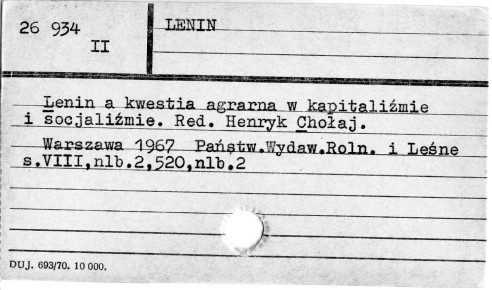 26 934
II
LENIN
Lenin a kwestia agrarna w kapitaliźmie
i socjaliźmie. Red. Henryk Chołaj.
Warszawa 1967 Państw.Wydaw.Roln. i Leśne
s.VIII,nlb.2,520,nlb.2
DUJ. 693/70. 10 000.